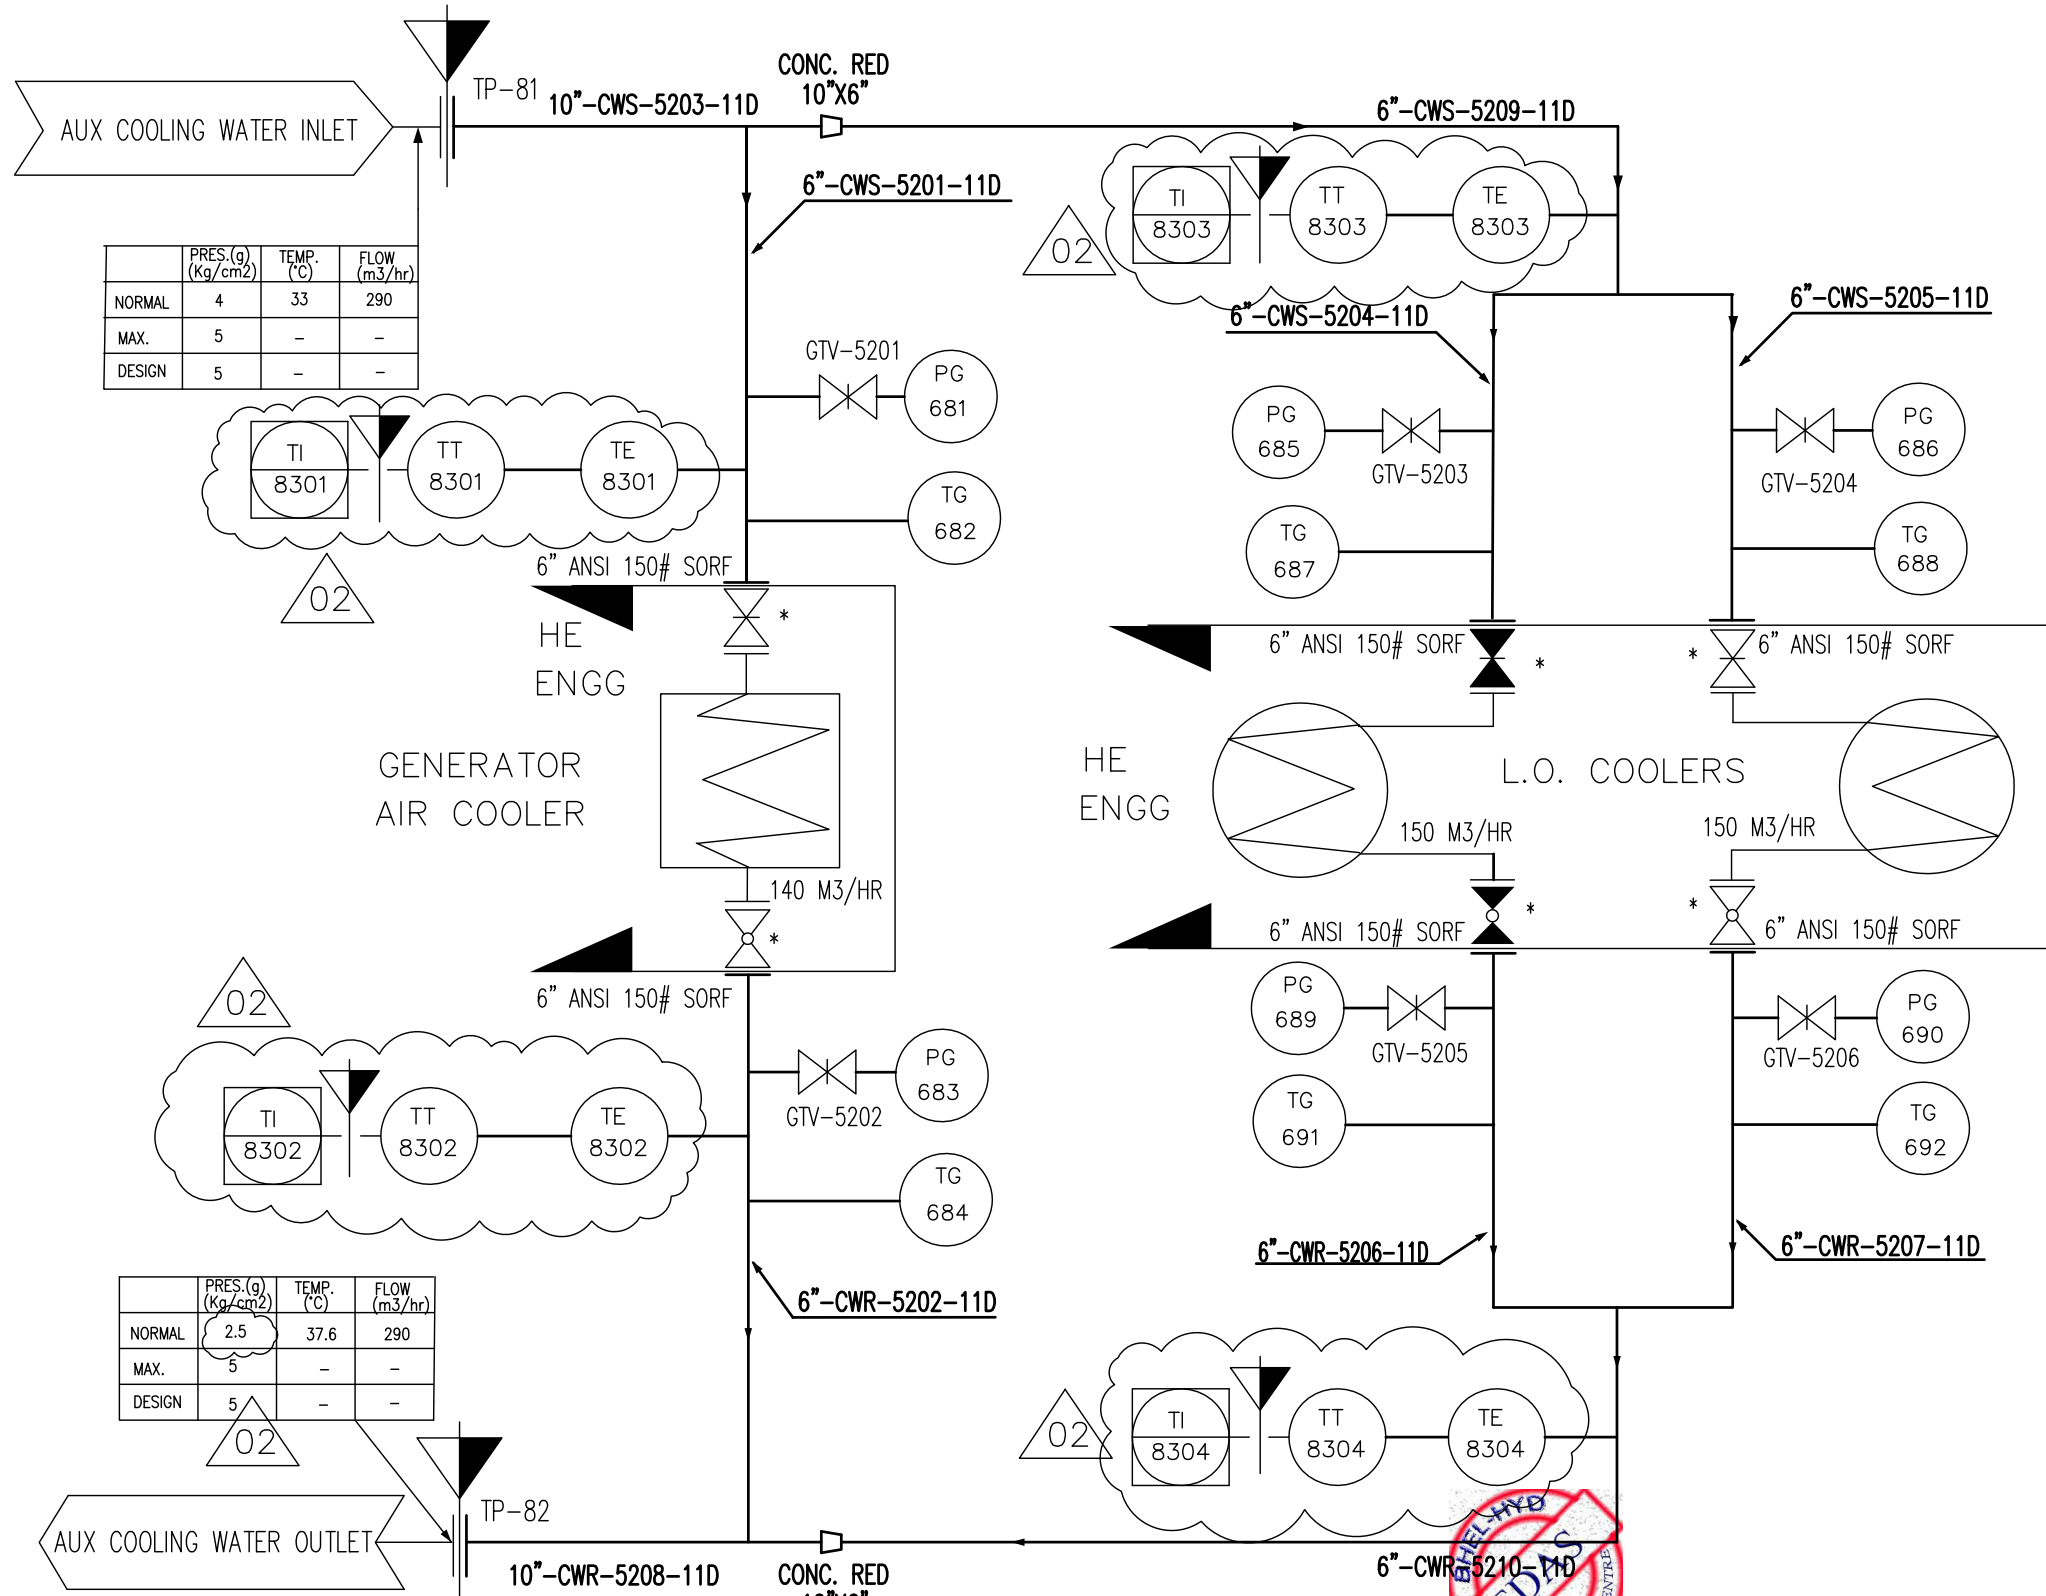 AUX COOLING WATER INLET
TP-81
10"-CWS-5203-11D
CONC. RED
10"X6"
6"-CWS-5209-11D
6"-CWS-5201-11D
PRES.(g) TEMP. FLOW
(Kg/cm2) (°C) (m3/hr)
NORMAL 4 33 290
MAX. 5 - -
DESIGN 5 - -
TI
8303
TT
8303
TE
8303
02
6"-CWS-5204-11D
6"-CWS-5205-11D
GTV-5201
PG
681
TI
8301
TT
8301
TE
8301
02
TG
682
PG
685
GTV-5203
PG
686
GTV-5204
TG
687
TG
688
6" ANSI 150# SORF
*
HE
ENGG
GENERATOR
AIR COOLER
140 M3/HR
*
6" ANSI 150# SORF
6" ANSI 150# SORF
*
*
6" ANSI 150# SORF
HE
ENGG
L.O. COOLERS
150 M3/HR
150 M3/HR
6" ANSI 150# SORF
*
*
6" ANSI 150# SORF
02
TI
8302
TT
8302
TE
8302
PG
683
GTV-5202
TG
684
PG
689
GTV-5205
PG
690
GTV-5206
TG
691
TG
692
6"-CWR-5206-11D
6"-CWR-5207-11D
6"-CWR-5202-11D
PRES.(g) TEMP. FLOW
(Kg/cm2) (°C) (m3/hr)
NORMAL 2.5 37.6 290
MAX. 5 - -
DESIGN 5 - -
02
02
TI
8304
TT
8304
TE
8304
AUX COOLING WATER OUTLET
TP-82
10"-CWR-5208-11D
CONC. RED
6"-CWR-5210-11D
BHEL-HYD